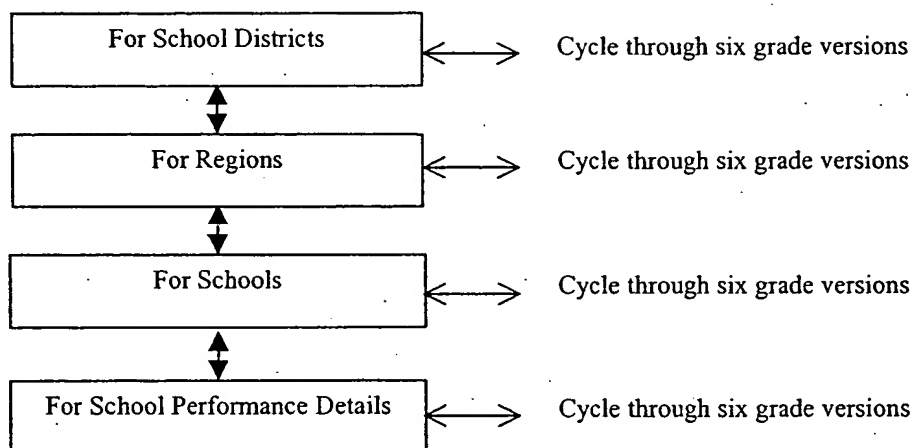 For School Districts
Cycle through six grade versions
For Regions
Cycle through six grade versions
For Schools
Cycle through six grade versions
For School Performance Details
Cycle through six grade versions